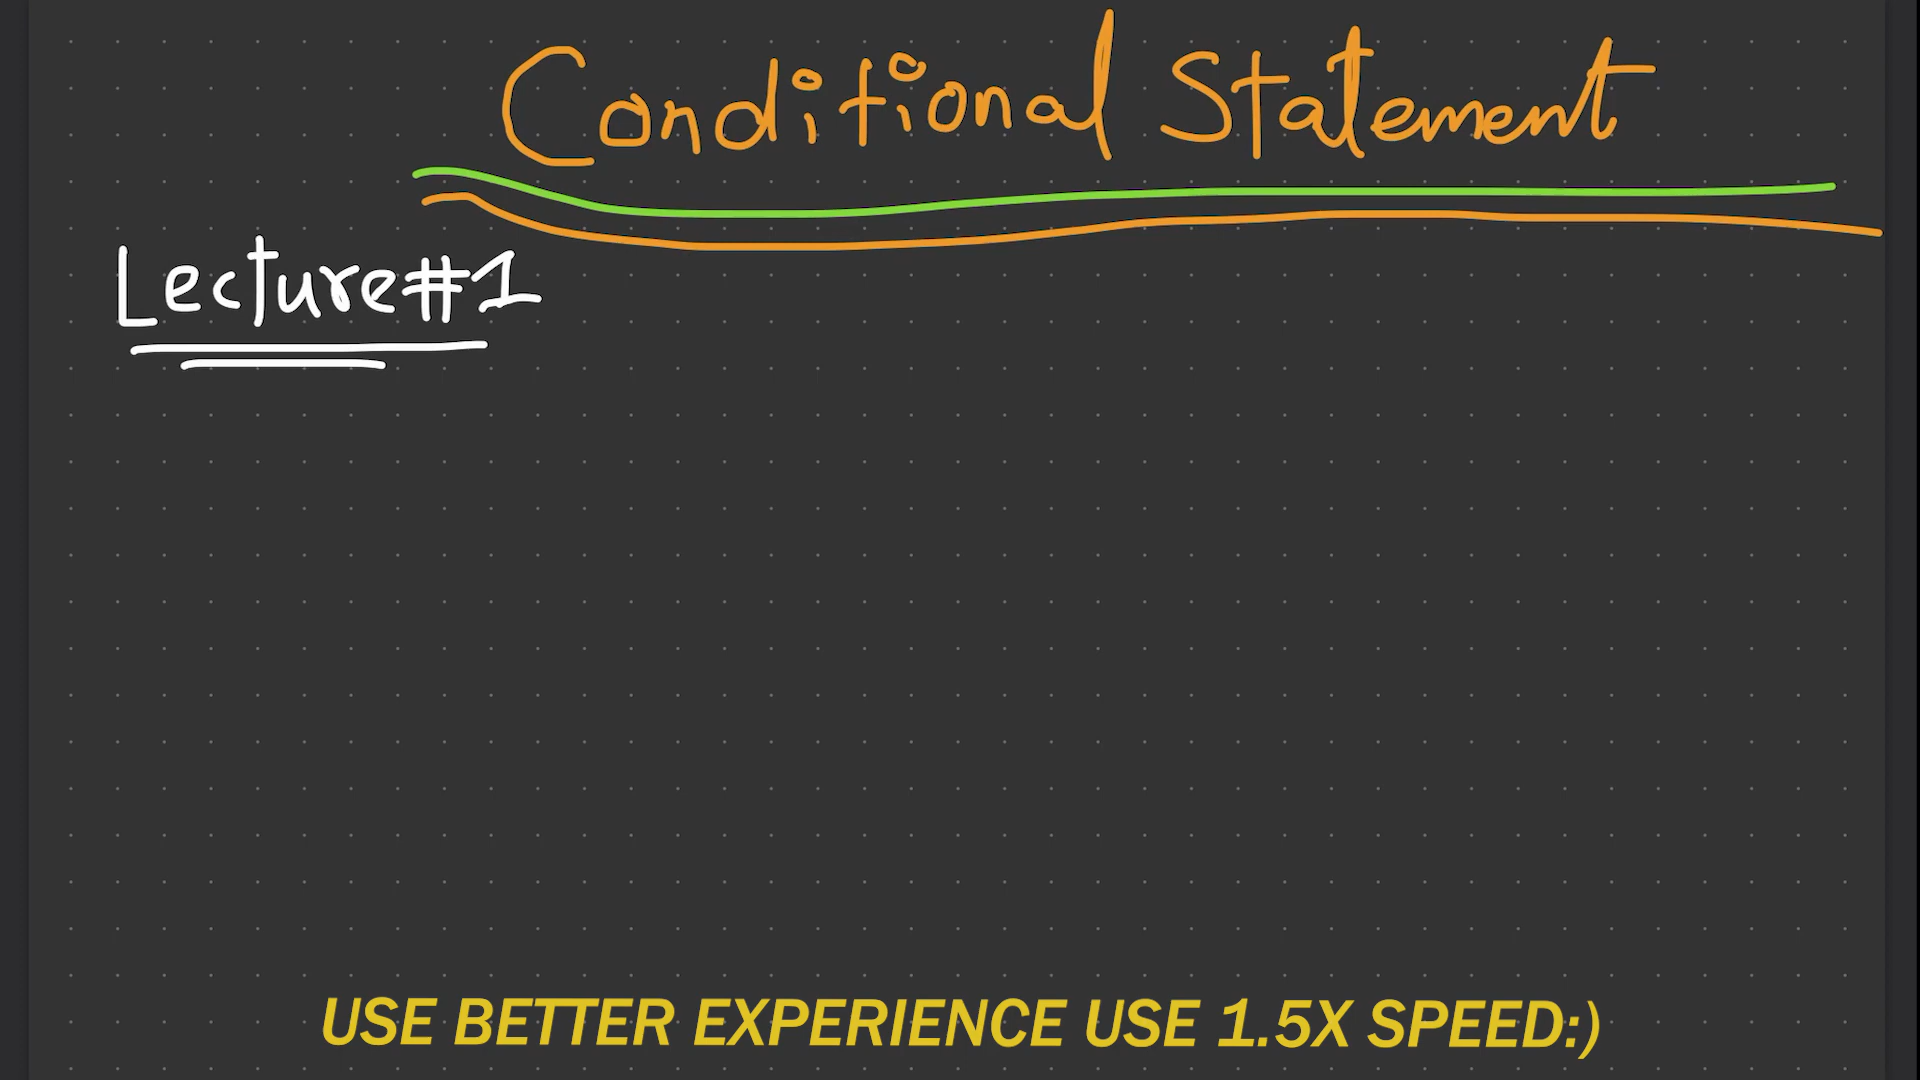 Conditional Statement
Lecture#1
USE BETTER EXPERIENCE USE 1.5X SPEED:)